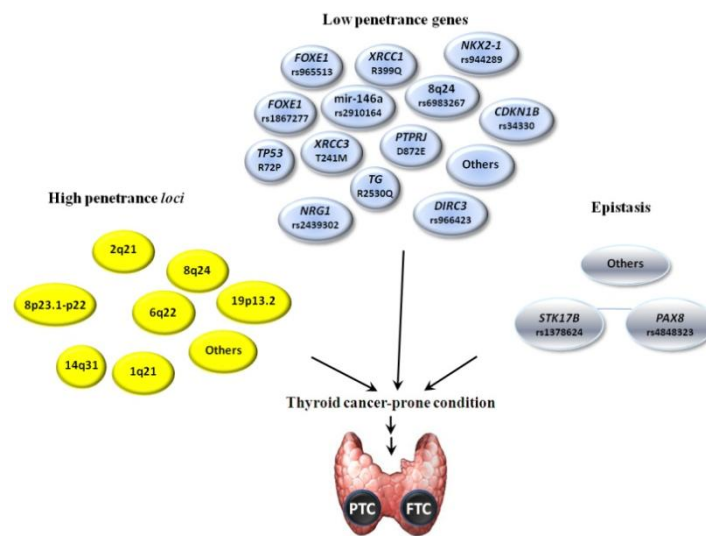 Low penetrance genes
FOXE1
rs965513
XRCC1
R399Q
NKX2-1
rs944289
FOXE1
rs1867277
mir-146a
rs2910164
8q24
rs6983267
CDKN1B
rs34330
TP53
R72P
XRCC3
T241M
PTPRJ
D872E
Others
TG
R2530Q
NRG1
rs2439302
DIRC3
rs966423
High penetrance loci
2q21
8q24
8p23.1-p22
6q22
19p13.2
Others
14q31
1q21
Epistasis
Others
STK17B
rs1378624
PAX8
rs4848323
Thyroid cancer-prone condition
PTC
FTC